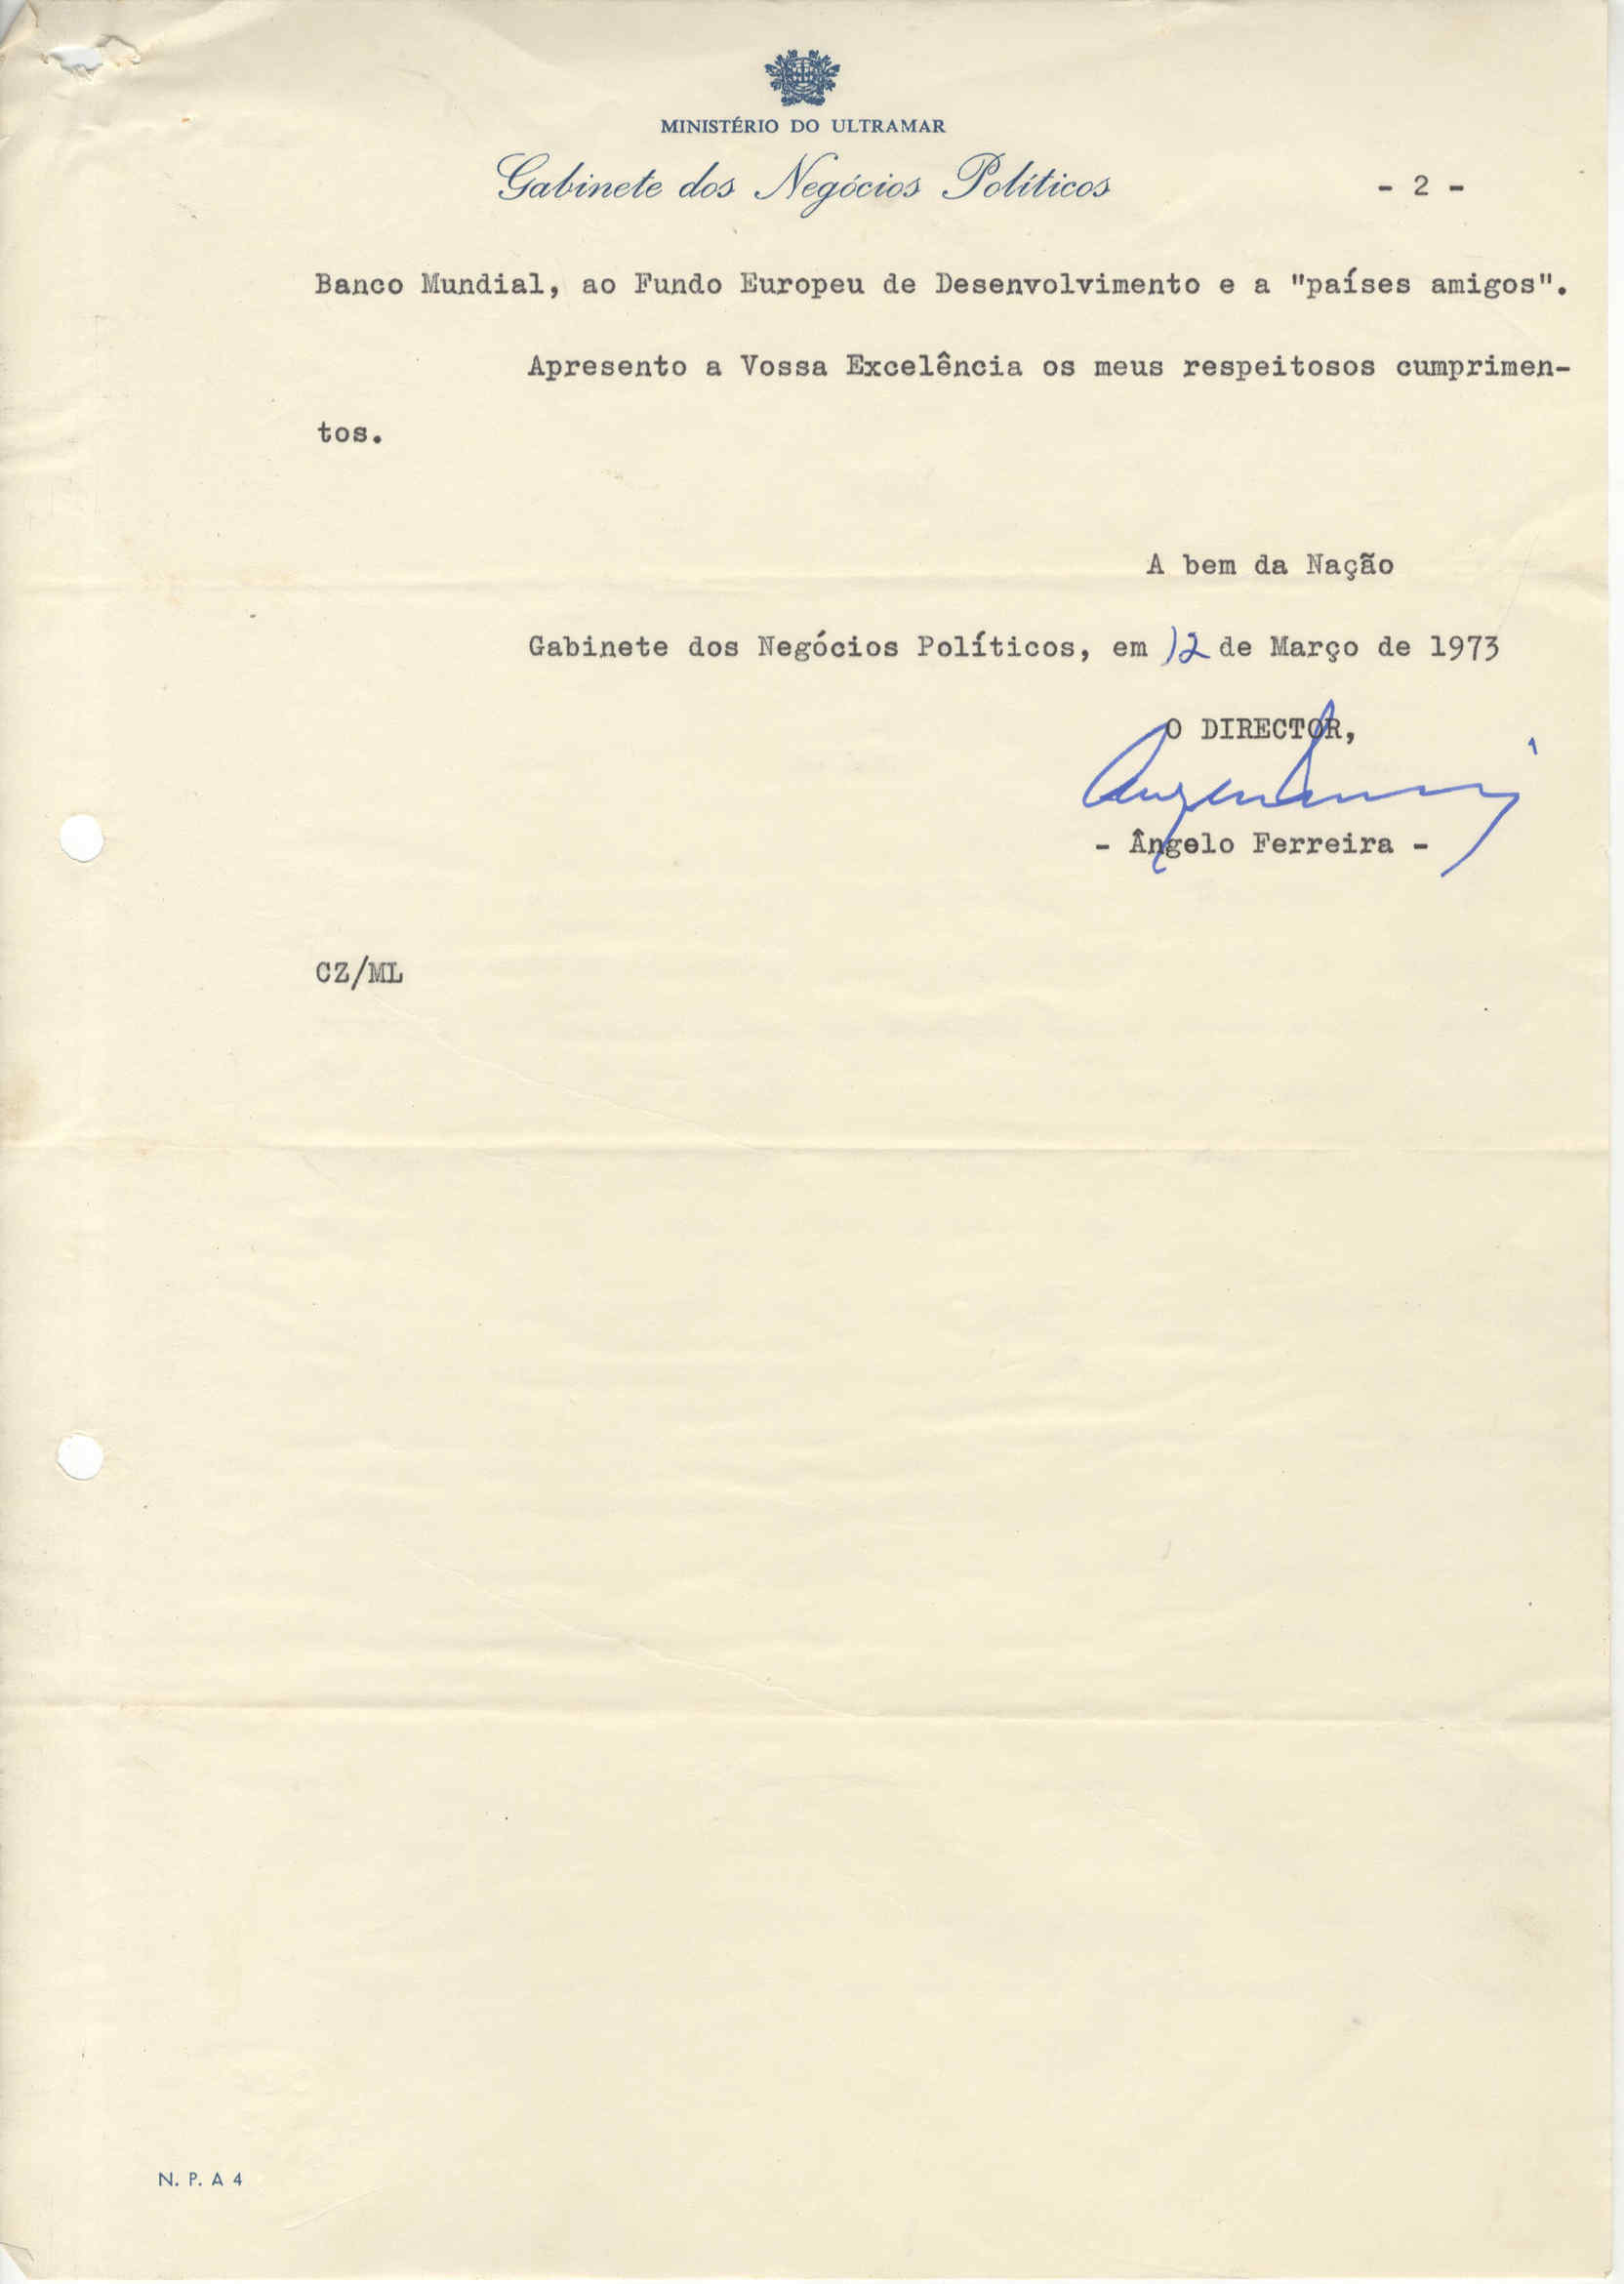 MINISTÉRIO DO ULTRAMAR
Gabinete dos Negócios Políticos
- 2 -
Banco Mundial, ao Fundo Europeu de Desenvolvimento e a "países amigos".
Apresento a Vossa Excelência os meus respeitosos cumprimen-
tos.
A bem da Nação
Gabinete dos Negócios Políticos, em 12 de Março de 1973
O DIRECTOR,
- Ângelo Ferreira -
CZ/ML
N. P. A 4